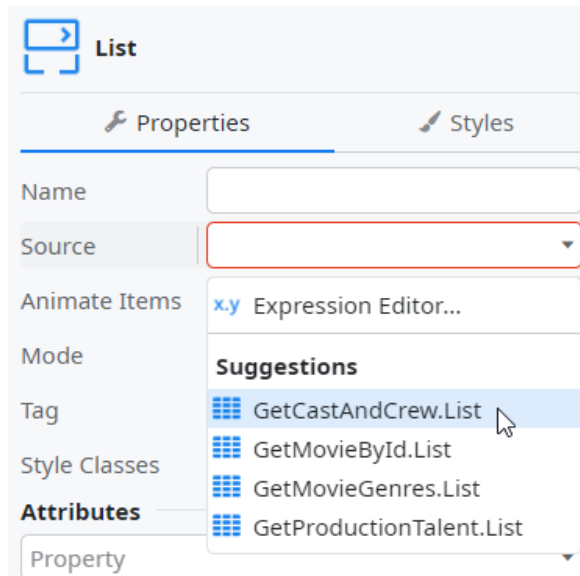 List
Properties
Styles
Name
Source
Animate Items
x.y Expression Editor...
Mode
Suggestions
Tag
GetCastAndCrew.List
GetMovieById.List
Style Classes
GetMovieGenres.List
Attributes
GetProductionTalent.List
Property